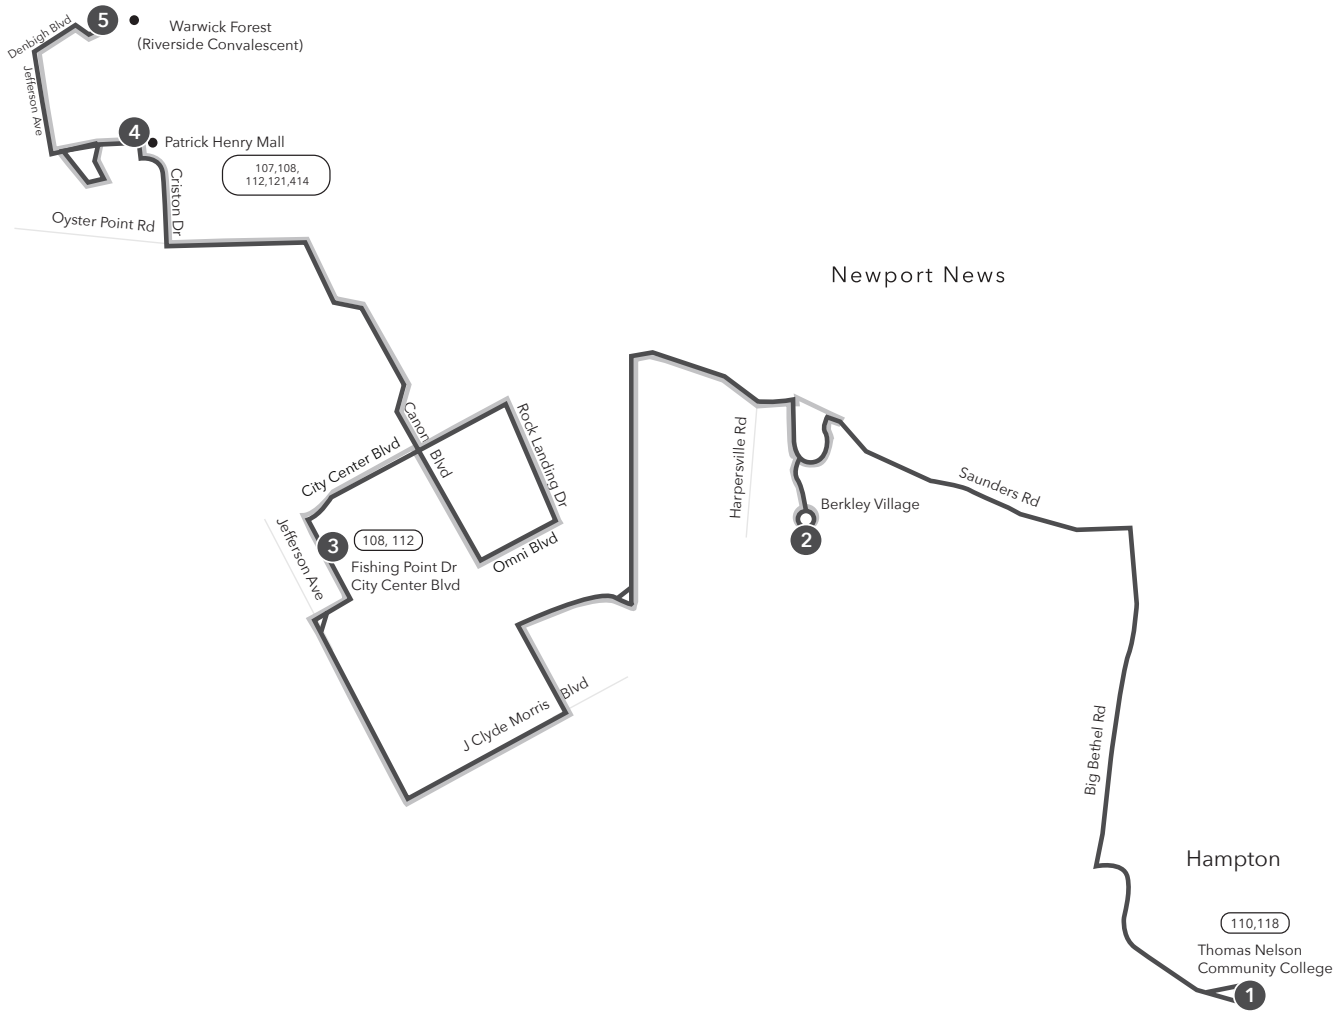 Denbigh Blvd
5
Warwick Forest
(Riverside Convalescent)
Jefferson Ave
4
Patrick Henry Mall
107,108,
112,121,414
Criston Dr
Oyster Point Rd
Newport News
Canon Blvd
Rock Landing Dr
City Center Blvd
Harpersville Rd
Saunders Rd
Berkley Village
2
Jefferson Ave
3
108, 112
Fishing Point Dr
City Center Blvd
Omni Blvd
J Clyde Morris Blvd
Big Bethel Rd
Hampton
110,118
Thomas Nelson
Community College
1